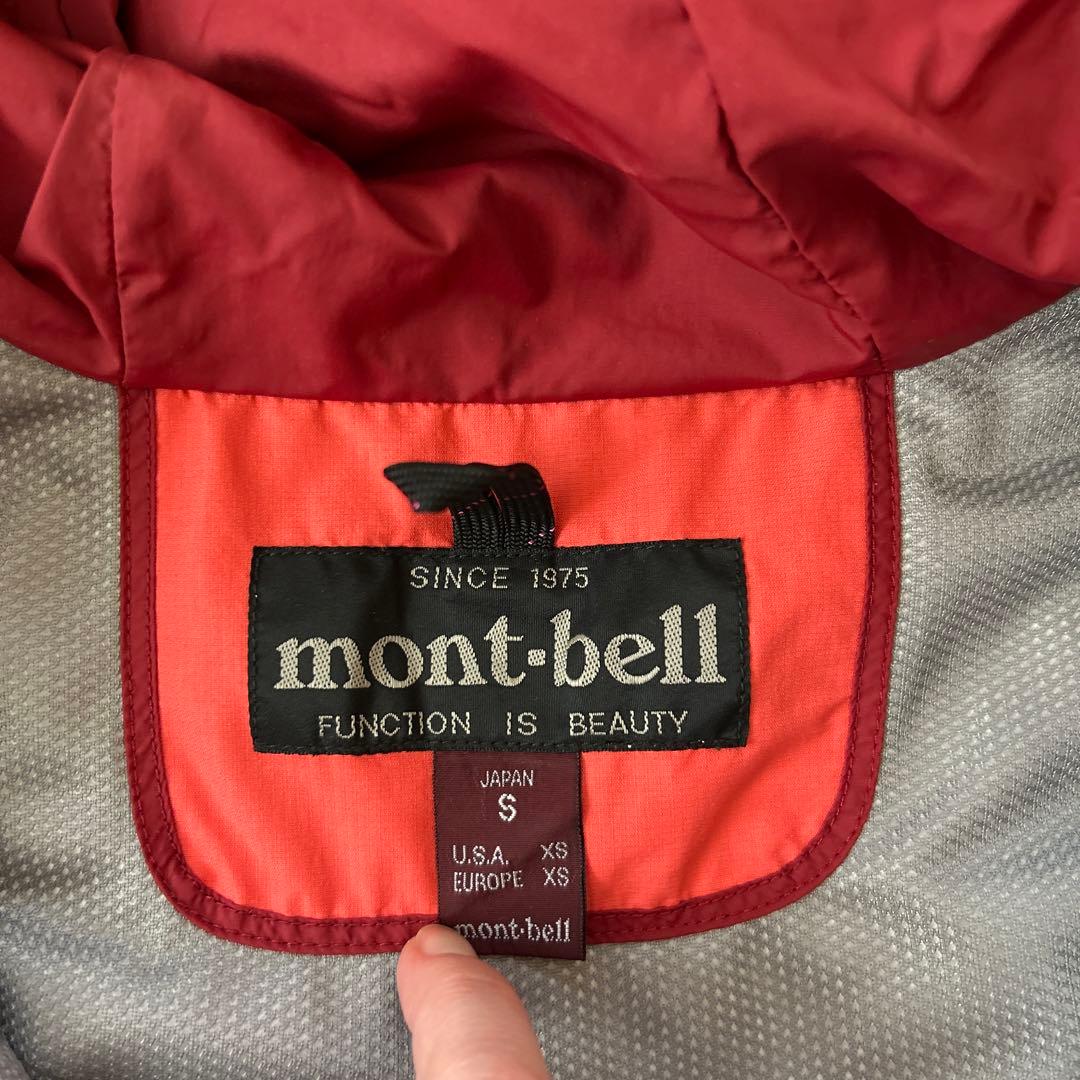 SINCE 1975
mont-bell
FUNCTION IS BEAUTY
JAPAN
S
U.S.A. XS
EUROPE XS
mont-bell